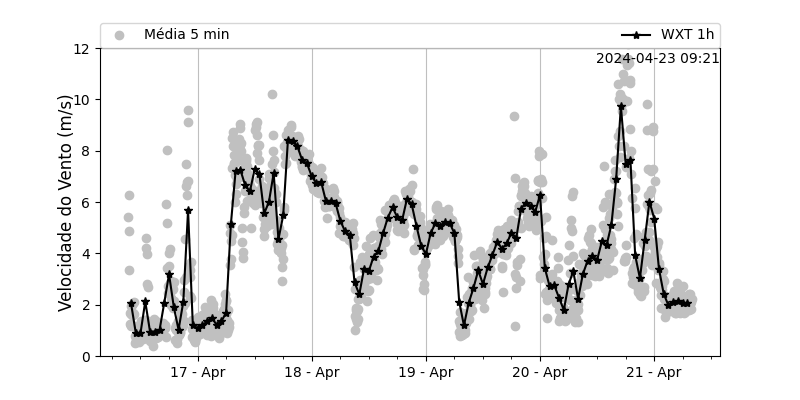 Média 5 min
WXT 1h
2024-04-23 09:21
Velocidade do Vento (m/s)
12
10
8
6
4
2
0
17 - Apr
18 - Apr
19 - Apr
20 - Apr
21 - Apr